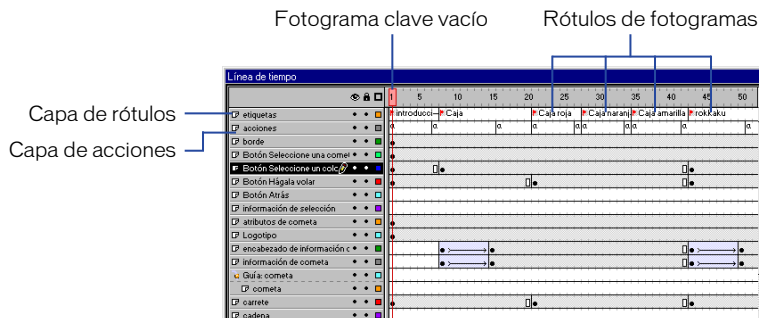 Fotograma clave vacío Rótulos de fotogramas
Línea de tiempo
1 5 10 15 20 25 30 35 40 45 50
Capa de rótulos
etiquetas
introducci Caja Caja roja Caja naranj Caja amarilla rokkaku
Capa de acciones
acciones
a a a a a a a a
borde
Botón Seleccione una comet
Botón Seleccione un colo
Botón Hágala volar
Botón Atrás
información de selección
atributos de cometa
Logotipo
encabezado de información c
información de cometa
Guía: cometa
cometa
carrete
cadena